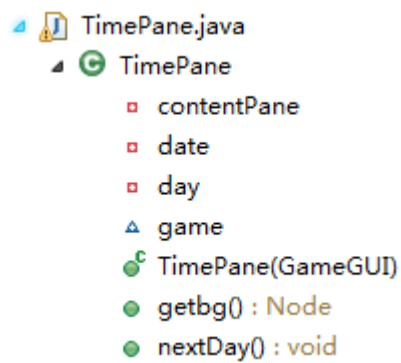 TimePane.java
TimePane
contentPane
date
day
game
TimePane(GameGUI)
getbg() : Node
nextDay() : void